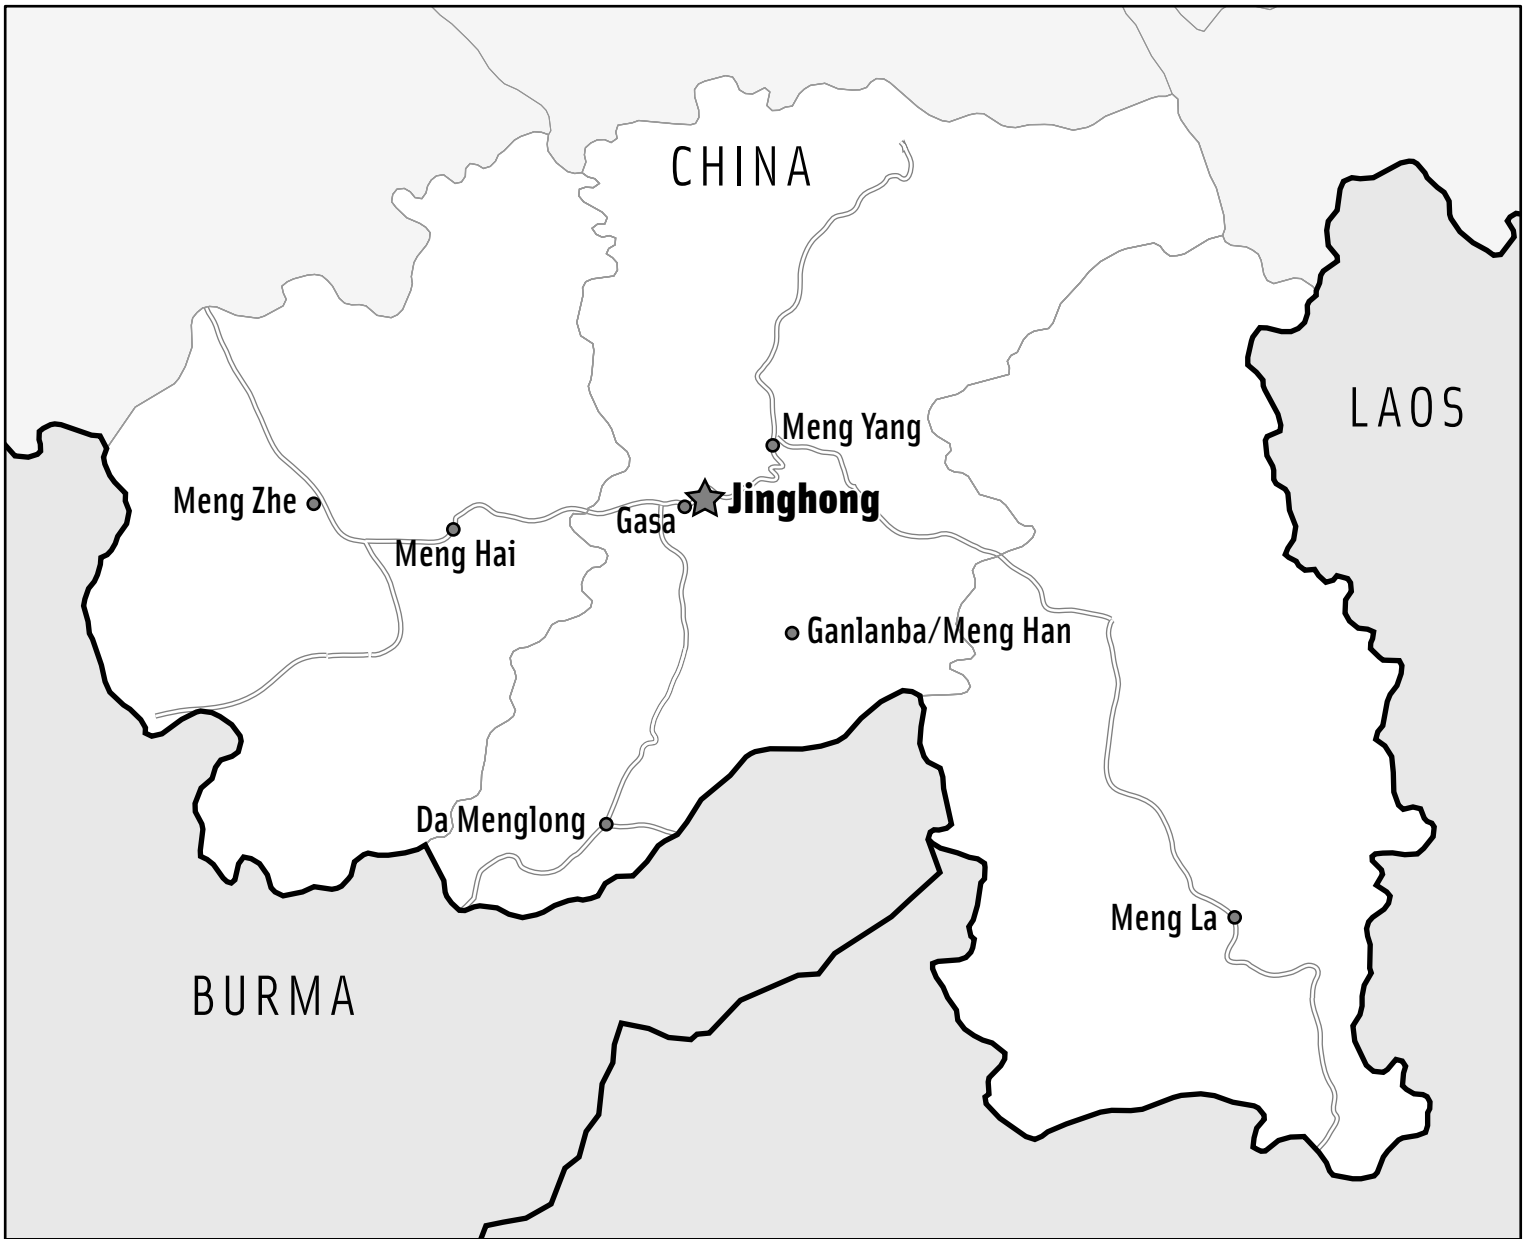 CHINA
LAOS
Meng Yang
Meng Zhe
Jinghong
Gasa
Meng Hai
Ganlanba/Meng Han
Da Menglong
Meng La
BURMA